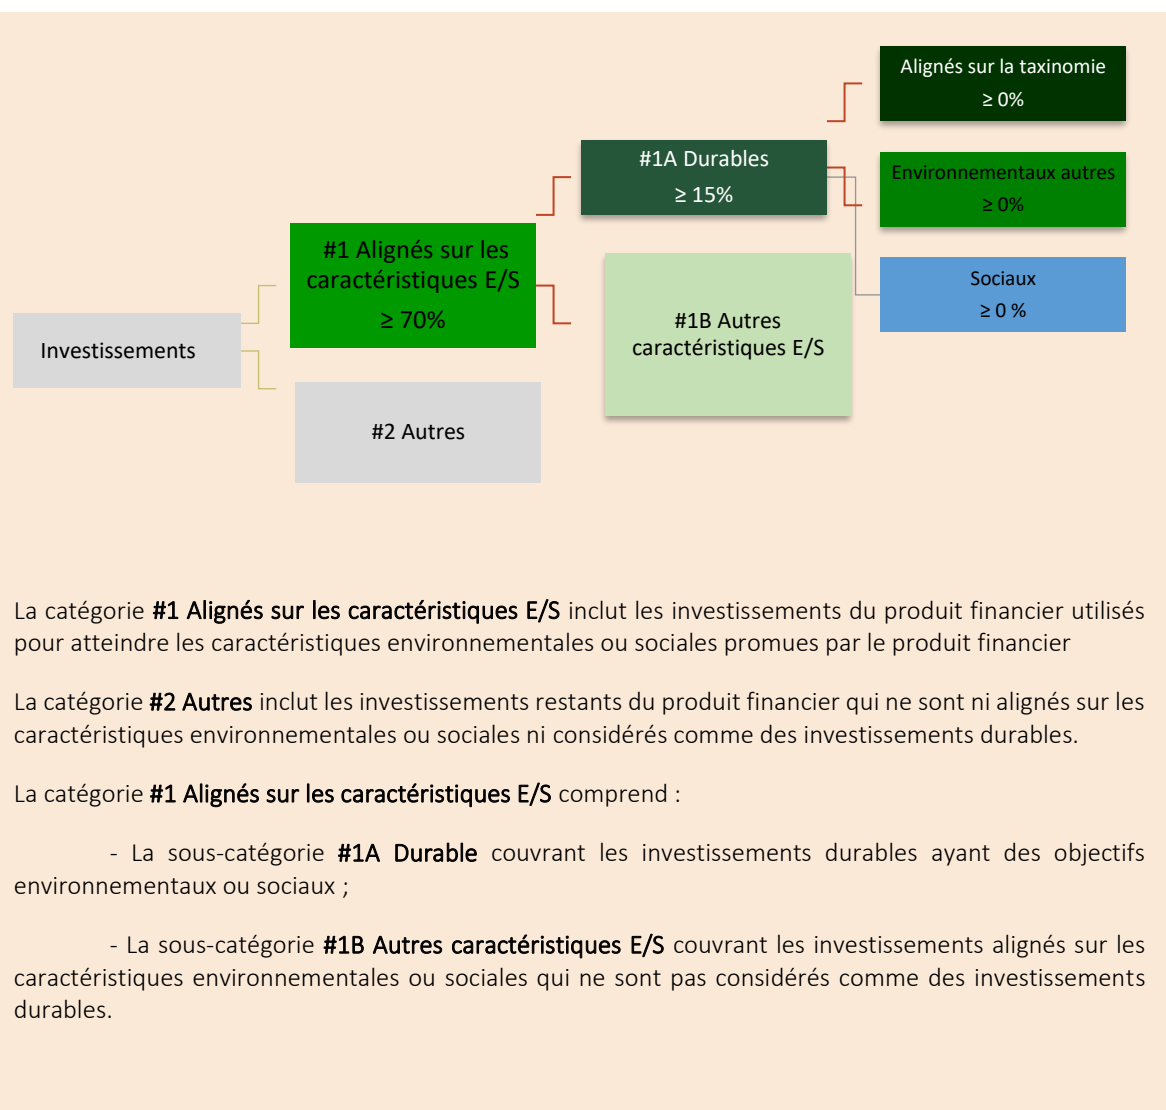 Investissements
#1 Alignés sur les
caractéristiques E/S
≥ 70%
#2 Autres
#1A Durables
≥ 15%
#1B Autres
caractéristiques E/S
Alignés sur la taxinomie
≥ 0%
Environnementaux autres
≥ 0%
Sociaux
≥ 0 %
La catégorie #1 Alignés sur les caractéristiques E/S inclut les investissements du produit financier utilisés
pour atteindre les caractéristiques environnementales ou sociales promues par le produit financier
La catégorie #2 Autres inclut les investissements restants du produit financier qui ne sont ni alignés sur les
caractéristiques environnementales ou sociales ni considérés comme des investissements durables.
La catégorie #1 Alignés sur les caractéristiques E/S comprend :
- La sous-catégorie #1A Durable couvrant les investissements durables ayant des objectifs
environnementaux ou sociaux ;
- La sous-catégorie #1B Autres caractéristiques E/S couvrant les investissements alignés sur les
caractéristiques environnementales ou sociales qui ne sont pas considérés comme des investissements
durables.